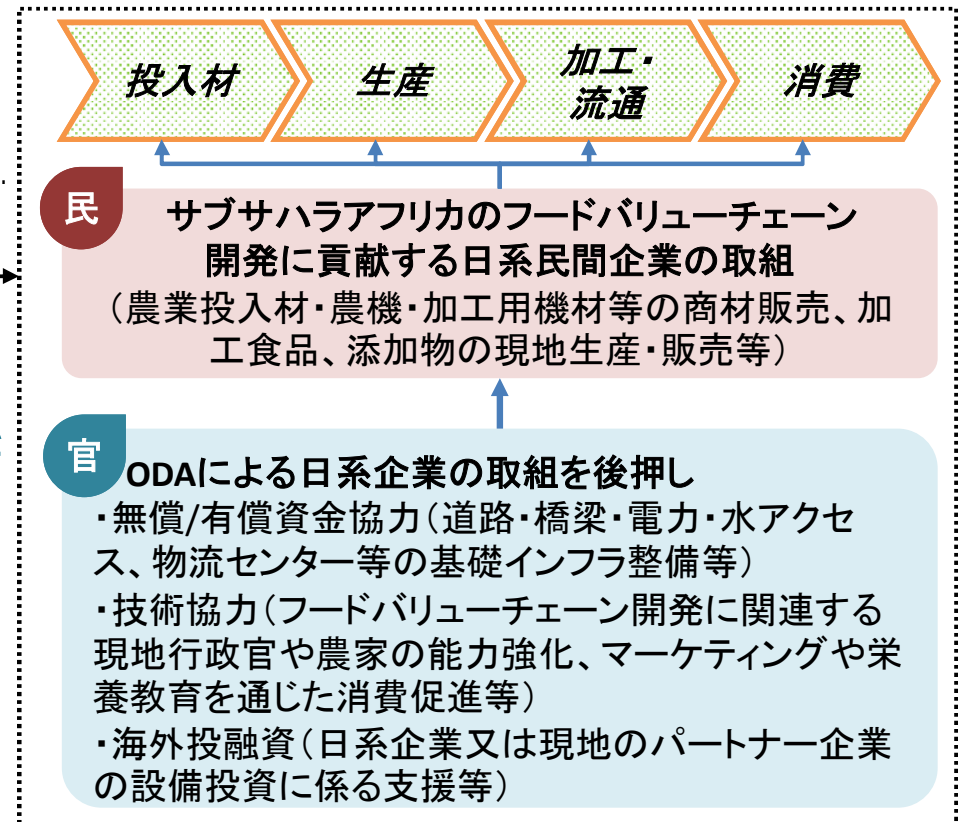 投入材
生産
加工・
流通
消費
民
サブサハラアフリカのフードバリューチェーン
開発に貢献する日系民間企業の取組
（農業投入材・農機・加工用機材等の商材販売、加
工食品、添加物の現地生産・販売等）
官
ODAによる日系企業の取組を後押し
・無償/有償資金協力（道路・橋梁・電力・水アクセ
ス、物流センター等の基礎インフラ整備等）
・技術協力（フードバリューチェーン開発に関連する
現地行政官や農家の能力強化、マーケティングや栄
養教育を通じた消費促進等）
・海外投融資（日系企業又は現地のパートナー企業
の設備投資に係る支援等）